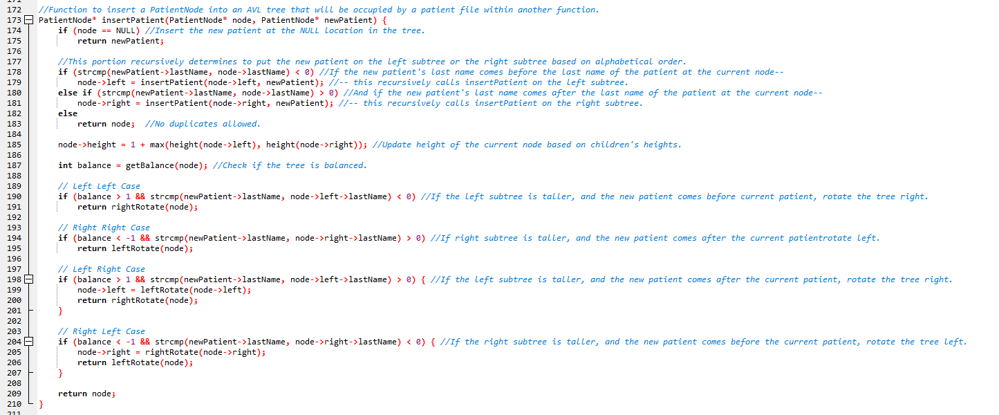 172 //Function to insert a PatientNode into an AVL tree that will be occupied by a patient file within another function.
173 PatientNode* insertPatient(PatientNode* node, PatientNode* newPatient) {
174 if (node == NULL) //Insert the new patient at the NULL location in the tree.
175 return newPatient;
176
177 //This portion recursively determines to put the new patient on the left subtree or the right subtree based on alphabetical order.
178 if (strcmp(newPatient->lastName, node->lastName) < 0) //If the new patient's last name comes before the last name of the patient at the current node--
179 node->left = insertPatient(node->left, newPatient); //-- this recursively calls insertPatient on the left subtree.
180 else if (strcmp(newPatient->lastName, node->lastName) > 0) //And if the new patient's last name comes after the last name of the patient at the current node--
181 node->right = insertPatient(node->right, newPatient); //-- this recursively calls insertPatient on the right subtree.
182 else
183 return node; //No duplicates allowed.
184
185 node->height = 1 + max(height(node->left), height(node->right)); //Update height of the current node based on children's heights.
186
187 int balance = getBalance(node); //Check if the tree is balanced.
188
189 // Left Left Case
190 if (balance > 1 && strcmp(newPatient->lastName, node->left->lastName) < 0) //If the left subtree is taller, and the new patient comes before current patient, rotate the tree right.
191 return rightRotate(node);
192
193 // Right Right Case
194 if (balance < -1 && strcmp(newPatient->lastName, node->right->lastName) > 0) //If right subtree is taller, and the new patient comes after the current patientrotate left.
195 return leftRotate(node);
196
197 // Left Right Case
198 if (balance > 1 && strcmp(newPatient->lastName, node->left->lastName) > 0) { //If the left subtree is taller, and the new patient comes after the current patient, rotate the tree right.
199 node->left = leftRotate(node->left);
200 return rightRotate(node);
201 }
202
203 // Right Left Case
204 if (balance < -1 && strcmp(newPatient->lastName, node->right->lastName) < 0) { //If the right subtree is taller, and the new patient comes before the current patient, rotate the tree left.
205 node->right = rightRotate(node->right);
206 return leftRotate(node);
207 }
208
209 return node;
210 }